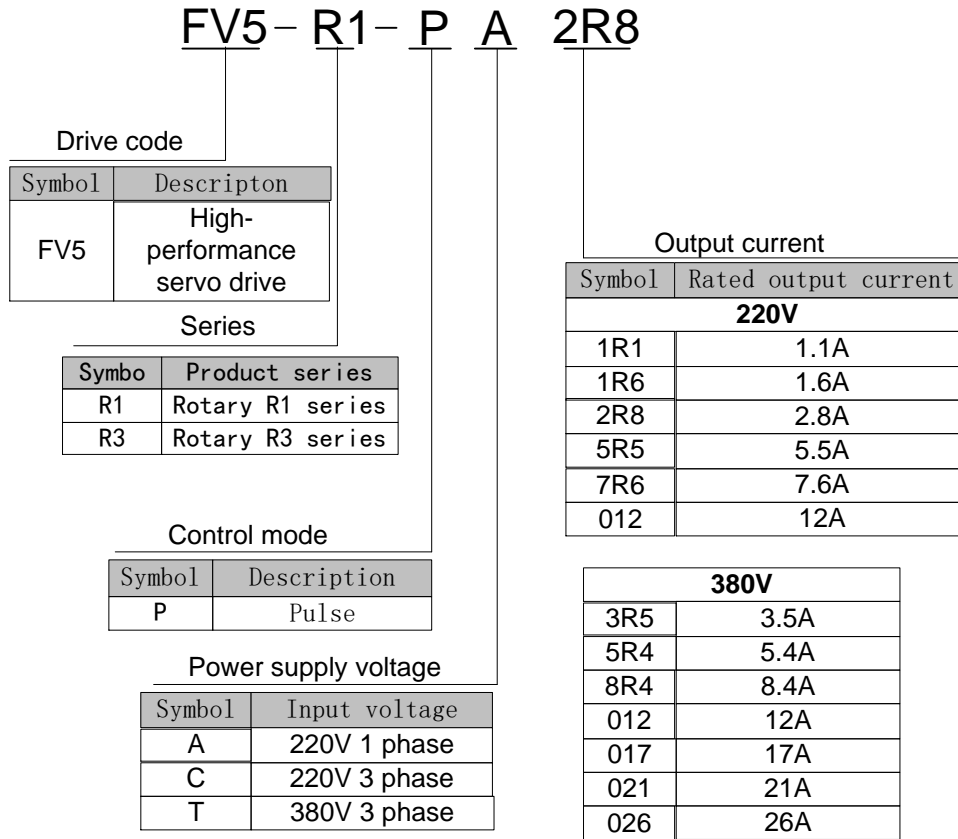 FV5- R1- P A 2R8
Drive code
Symbol Descripton
FV5 High-
performance
servo drive
Series
Symbo Product series
R1 Rotary R1 series
R3 Rotary R3 series
Control mode
Symbol Description
P Pulse
Power supply voltage
Symbol Input voltage
A 220V 1 phase
C 220V 3 phase
T 380V 3 phase
Output current
Symbol Rated output current
220V
1R1 1.1A
1R6 1.6A
2R8 2.8A
5R5 5.5A
7R6 7.6A
012 12A
380V
3R5 3.5A
5R4 5.4A
8R4 8.4A
012 12A
017 17A
021 21A
026 26A